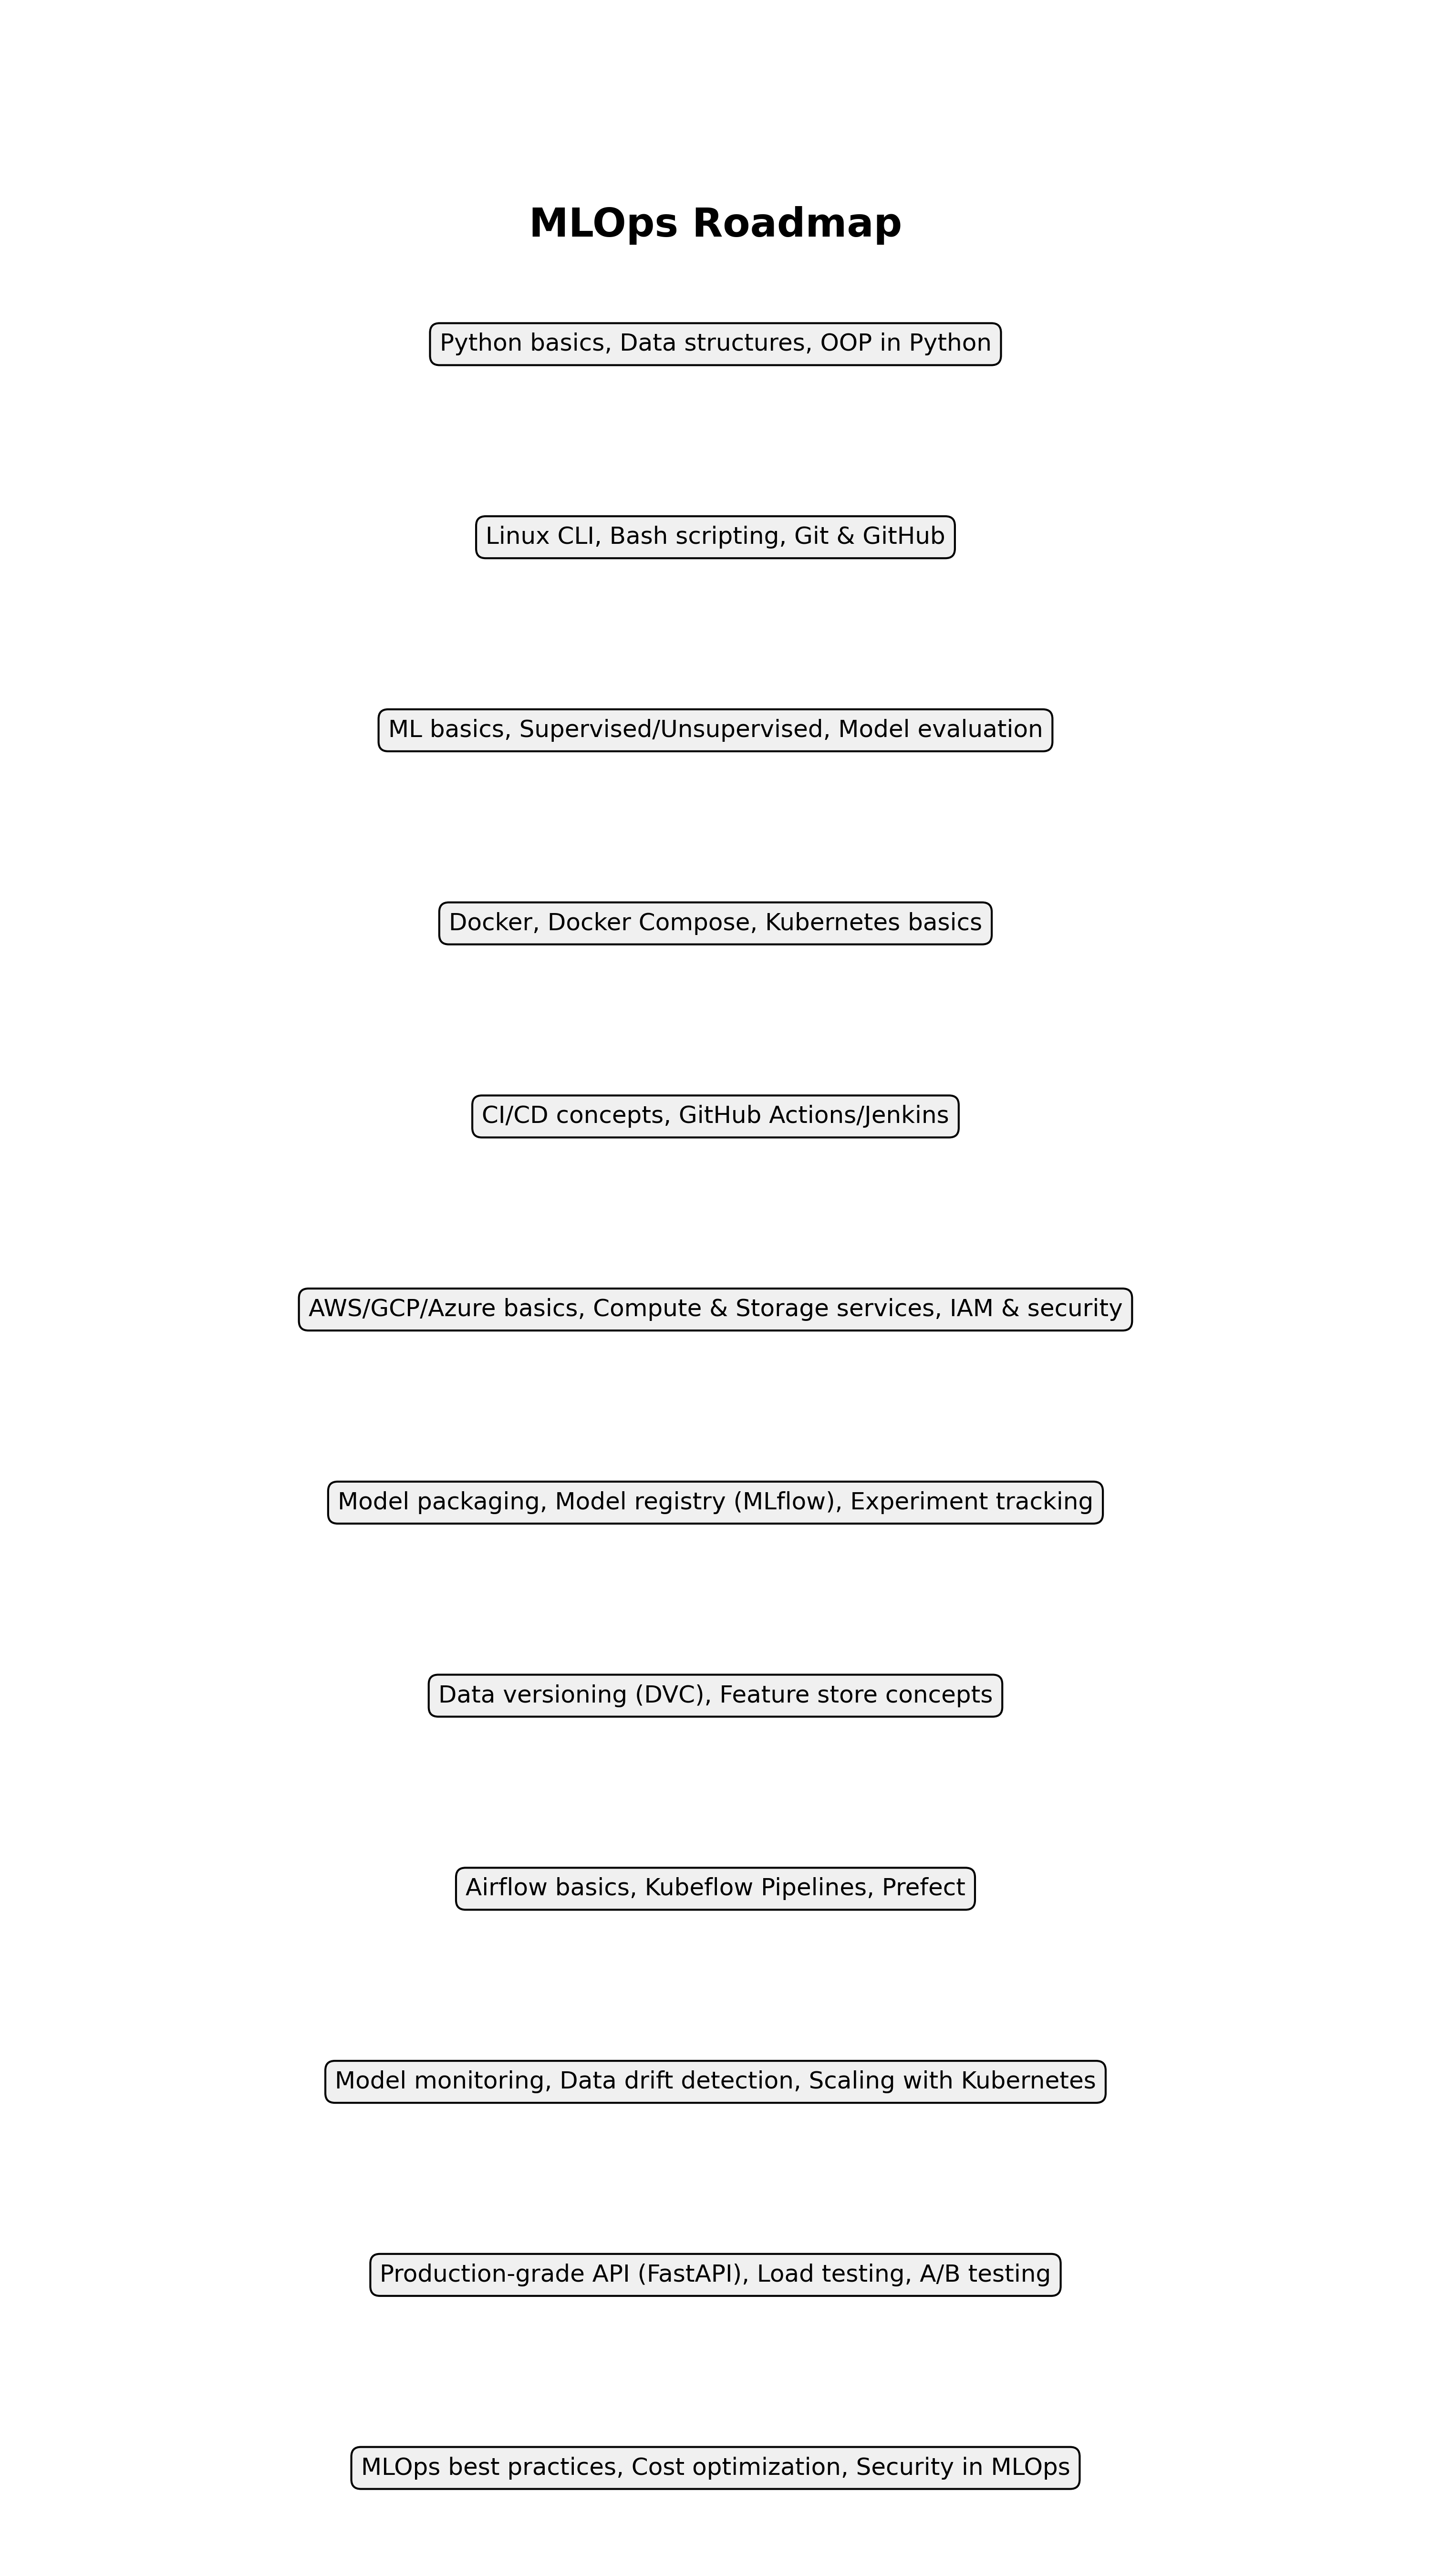 MLOps Roadmap
Python basics, Data structures, OOP in Python
Linux CLI, Bash scripting, Git & GitHub
ML basics, Supervised/Unsupervised, Model evaluation
Docker, Docker Compose, Kubernetes basics
CI/CD concepts, GitHub Actions/Jenkins
AWS/GCP/Azure basics, Compute & Storage services, IAM & security
Model packaging, Model registry (MLflow), Experiment tracking
Data versioning (DVC), Feature store concepts
Airflow basics, Kubeflow Pipelines, Prefect
Model monitoring, Data drift detection, Scaling with Kubernetes
Production-grade API (FastAPI), Load testing, A/B testing
MLOps best practices, Cost optimization, Security in MLOps